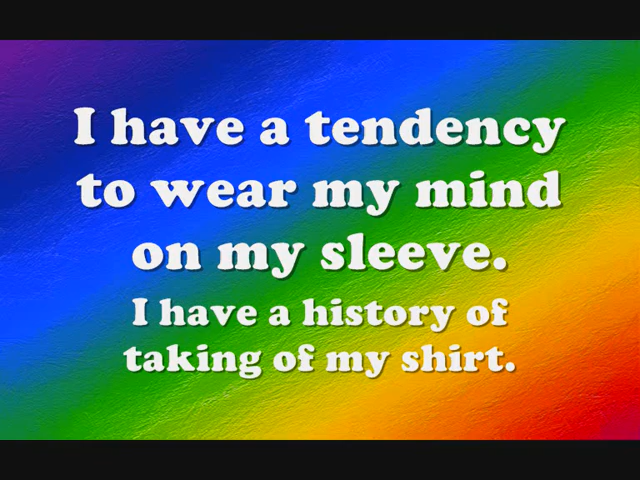 I have a tendency
to wear my mind
on my sleeve.
I have a history of
taking of my shirt.